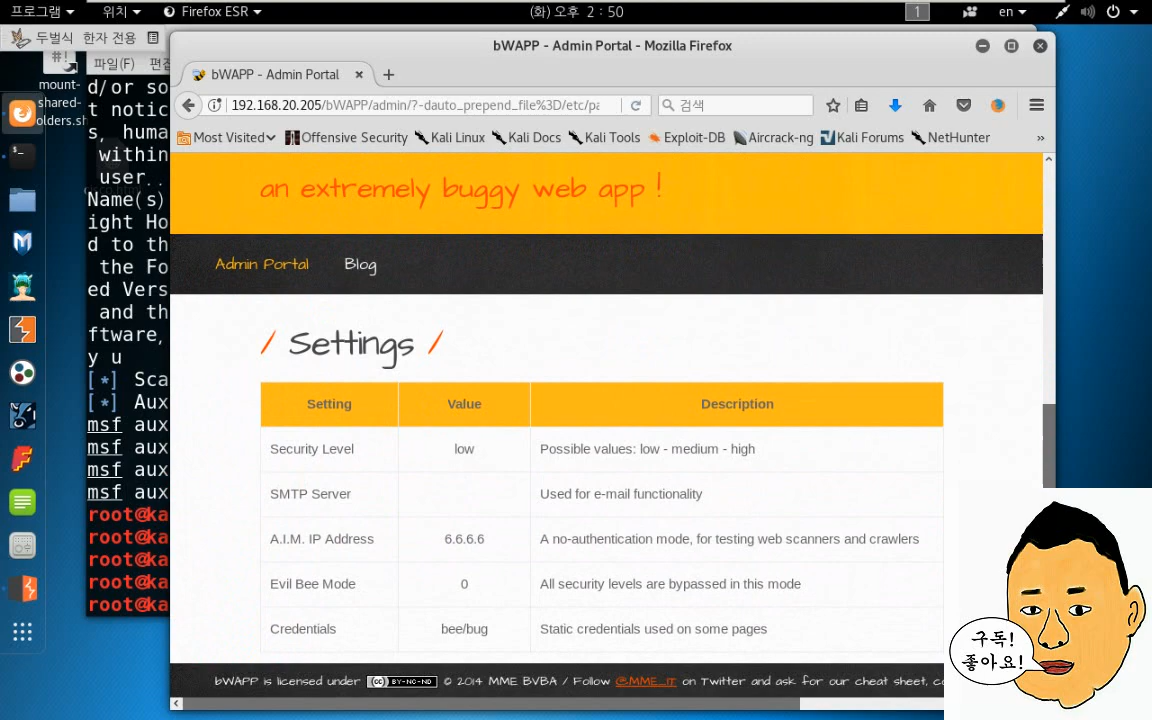 프로그램 위치 Firefox ESR (화) 오후 2 : 50 1 en
두벌식 한자 전용
bWAPP - Admin Portal - Mozilla Firefox
파일(F) 편집
bWAPP - Admin Portal
mount-
shared-
olders.sh
192.168.20.205/bWAPP/admin/?-dauto_prepend_file%3D/etc/pa 검색
Most Visited Offensive Security Kali Linux Kali Docs Kali Tools Exploit-DB Aircrack-ng Kali Forums NetHunter »
d/or so
t notic
s, huma
within
user
Name(s)
ight Ho
d to th
the Fo
ed Vers
and th
ftware,
y u
[*] Sca
[*] Aux
msf aux
msf aux
msf aux
msf aux
root@ka
root@ka
root@ka
root@ka
root@ka
an extremely buggy web app !
Admin Portal Blog
/ Settings /
Setting Value Description
Security Level low Possible values: low - medium - high
SMTP Server Used for e-mail functionality
A.I.M. IP Address 6.6.6.6 A no-authentication mode, for testing web scanners and crawlers
Evil Bee Mode 0 All security levels are bypassed in this mode
Credentials bee/bug Static credentials used on some pages
bWAPP is licensed under CC BY-NC-ND © 2014 MME BVBA / Follow @MME_IT on Twitter and ask for our cheat sheet, co
구독!
좋아요!